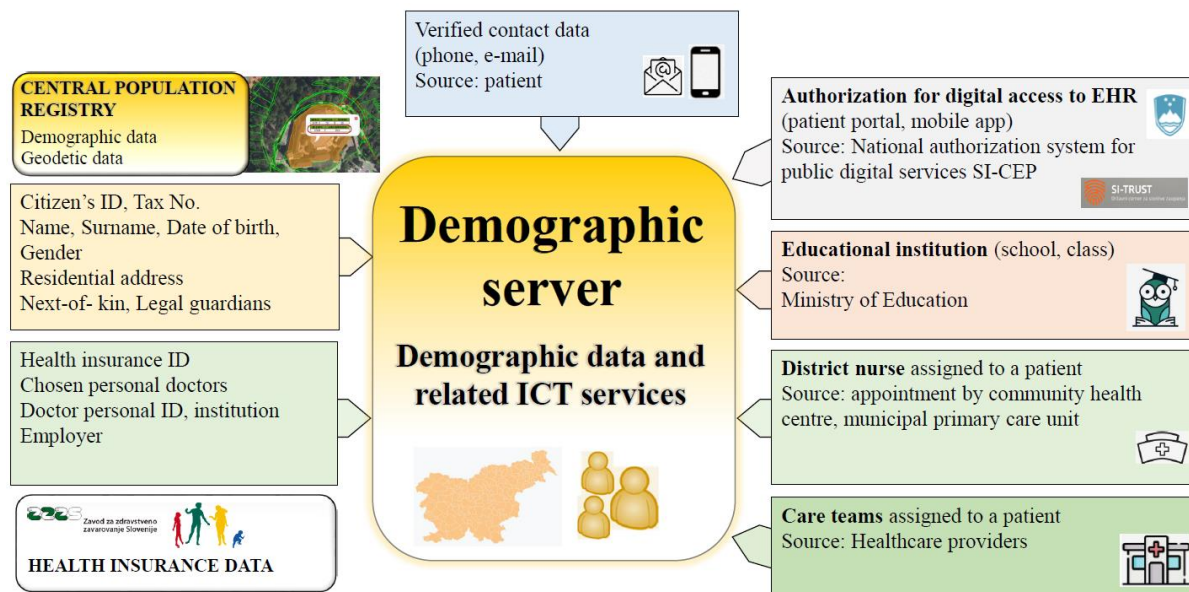 Verified contact data
(phone, e-mail)
Source: patient
CENTRAL POPULATION
REGISTRY
Demographic data
Geodetic data
Citizen's ID, Tax No.
Name, Surname, Date of birth,
Gender
Residential address
Next-of- kin, Legal guardians
Health insurance ID
Chosen personal doctors
Doctor personal ID, institution
Employer
ZZZS
Zavod za zdravstveno
zavarovanje Slovenije
HEALTH INSURANCE DATA
Demographic
server
Demographic data and
related ICT services
Authorization for digital access to EHR
(patient portal, mobile app)
Source: National authorization system for
public digital services SI-CEP
SI-TRUST
Educational institution (school, class)
Source:
Ministry of Education
District nurse assigned to a patient
Source: appointment by community health
centre, municipal primary care unit
Care teams assigned to a patient
Source: Healthcare providers